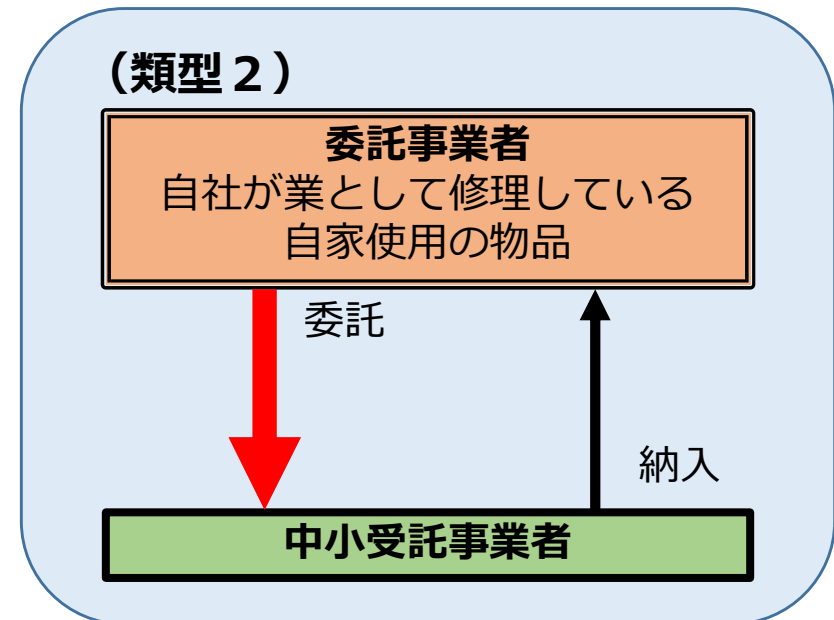 （類型２）
委託事業者
自社が業として修理している
自家使用の物品
委託
納入
中小受託事業者